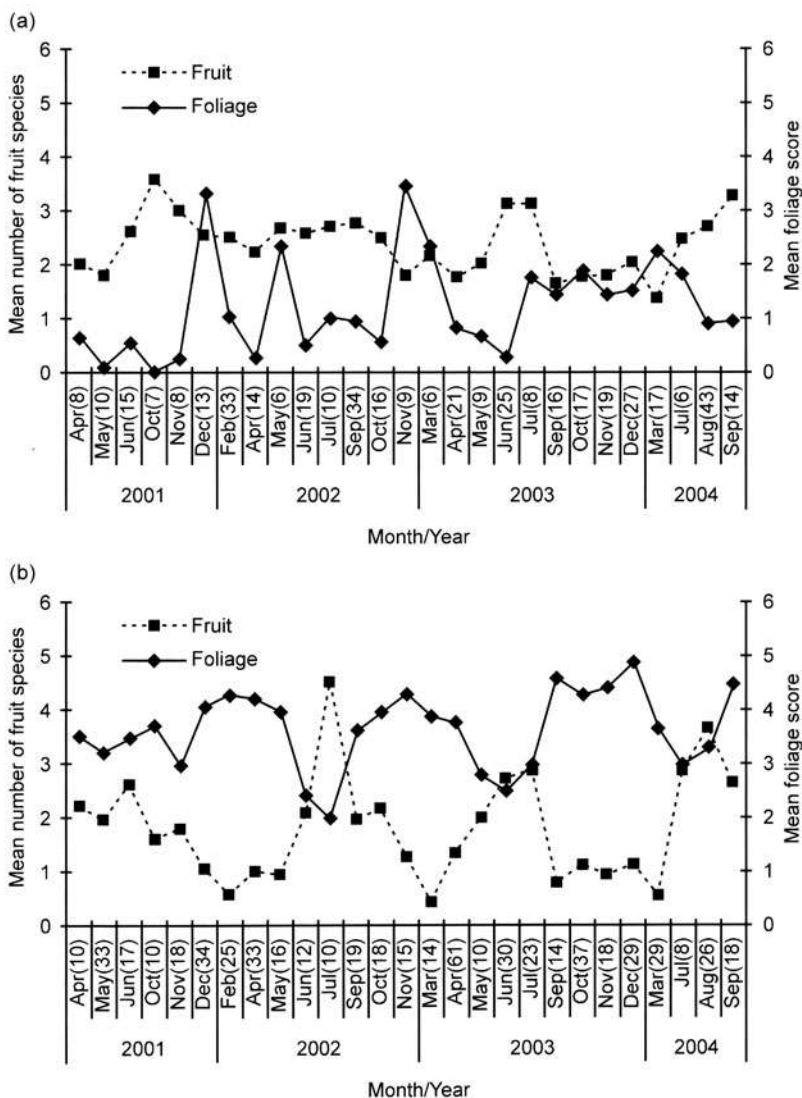 (a)
6
5
4
3
2
1
0
Mean number of fruit species
Fruit
Foliage
6
5
4
3
2
1
0
Mean foliage score
Apr(8)
May(10)
Jun(15)
Oct(7)
Nov(8)
Dec(13)
Feb(33)
Apr(14)
May(6)
Jun(19)
Jul(10)
Sep(34)
Oct(16)
Nov(9)
Mar(6)
Apr(21)
May(9)
Jun(25)
Jul(8)
Sep(16)
Oct(17)
Nov(19)
Dec(27)
Mar(17)
Jul(6)
Aug(43)
Sep(14)
2001
2002
2003
2004
Month/Year
(b)
6
5
4
3
2
1
0
Mean number of fruit species
Fruit
Foliage
6
5
4
3
2
1
0
Mean foliage score
Apr(10)
May(33)
Jun(17)
Oct(10)
Nov(18)
Dec(34)
Feb(25)
Apr(33)
May(16)
Jun(12)
Jul(10)
Sep(19)
Oct(18)
Nov(15)
Mar(14)
Apr(61)
May(10)
Jun(30)
Jul(23)
Sep(14)
Oct(37)
Nov(18)
Dec(29)
Mar(29)
Jul(8)
Aug(26)
Sep(18)
2001
2002
2003
2004
Month/Year